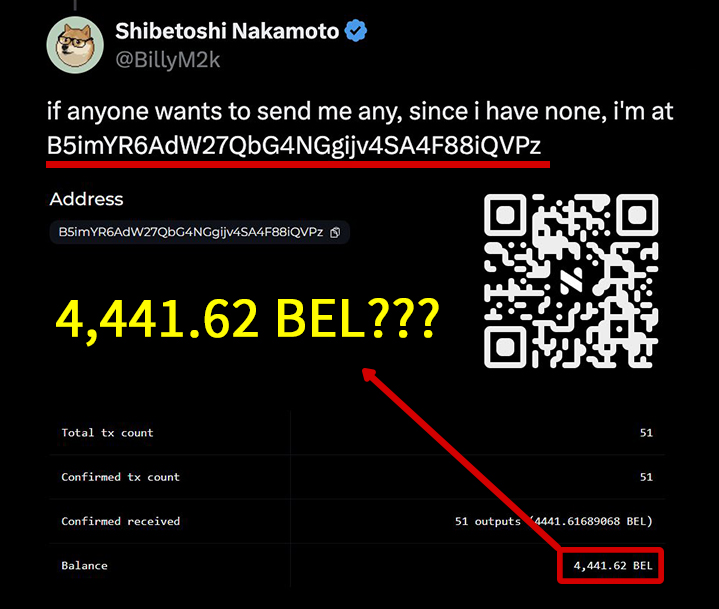 Shibetoshi Nakamoto
@BillyM2k
if anyone wants to send me any, since i have none, i'm at
B5imYR6AdW27QbG4NGgijv4SA4F88iQVPz
Address
B5imYR6AdW27QbG4NGgijv4SA4F88iQVPz
4,441.62 BEL???
Total tx count 51
Confirmed tx count 51
Confirmed received 51 outputs (4441.61689068 BEL)
Balance 4,441.62 BEL